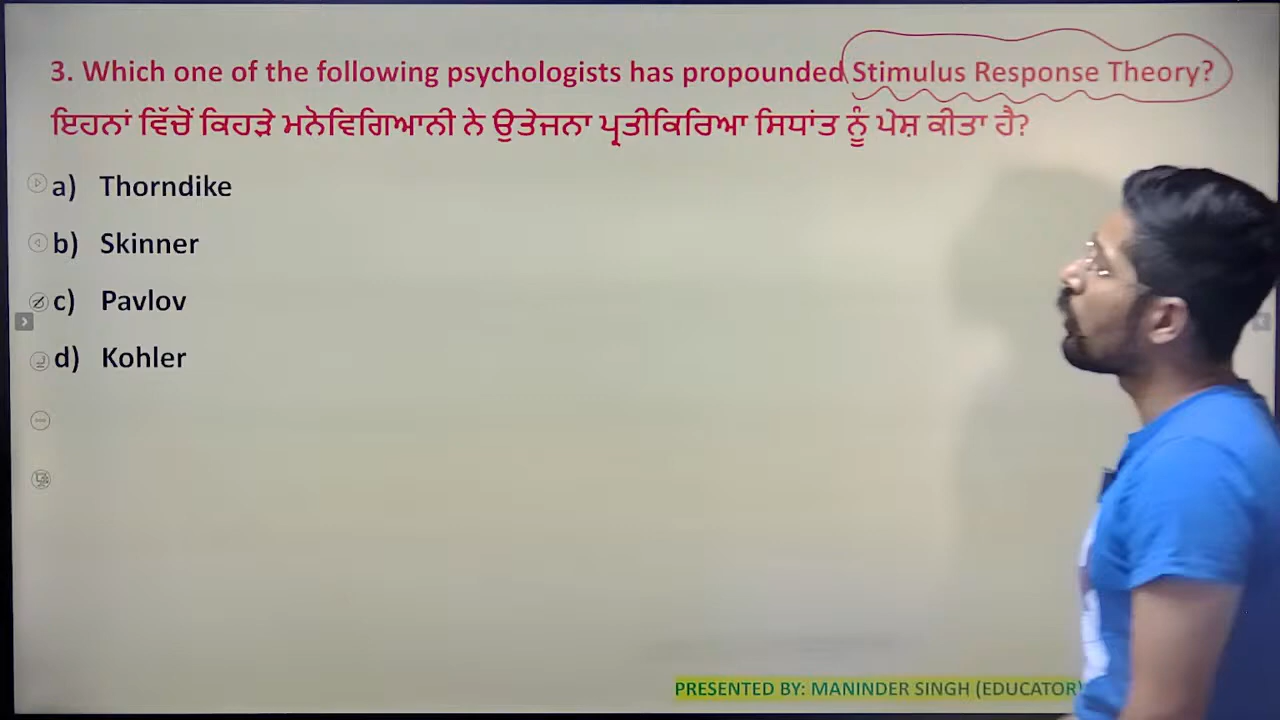 3. Which one of the following psychologists has propounded Stimulus Response Theory?
ਇਹਨਾਂ ਵਿੱਚੋਂ ਕਿਹੜੇ ਮਨੋਵਿਗਿਆਨੀ ਨੇ ਉਤੇਜਨਾ ਪ੍ਰਤੀਕਿਰਿਆ ਸਿਧਾਂਤ ਨੂੰ ਪੇਸ਼ ਕੀਤਾ ਹੈ?
a) Thorndike
b) Skinner
c) Pavlov
d) Kohler
PRESENTED BY: MANINDER SINGH (EDUCATOR)